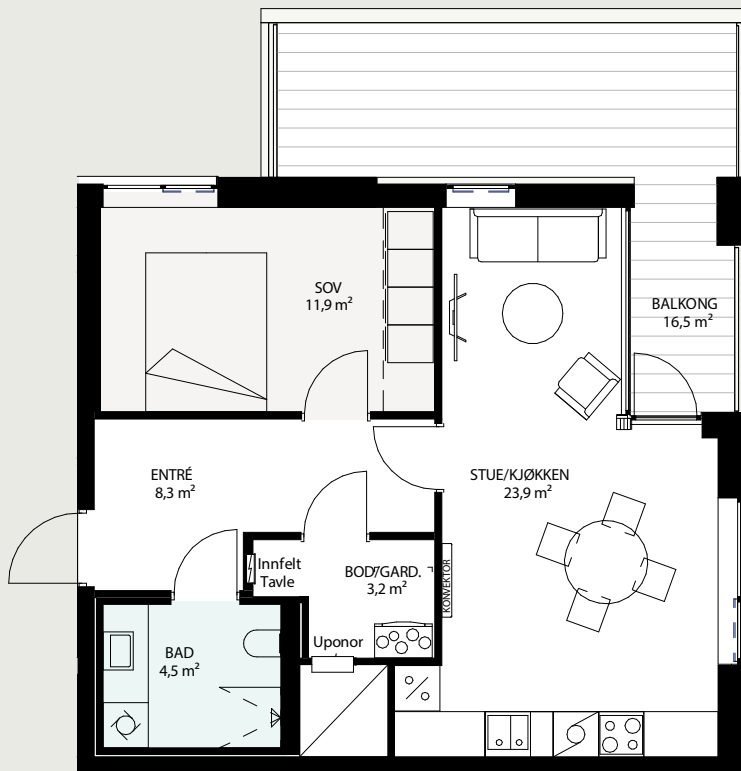 SOV
11,9 m²
BALKONG
16,5 m²
ENTRÉ
8,3 m²
STUE/KJØKKEN
23,9 m²
Innfelt
Tavle
BOD/GARD.
3,2 m²
KONVEKTOR
Uponor
BAD
4,5 m²